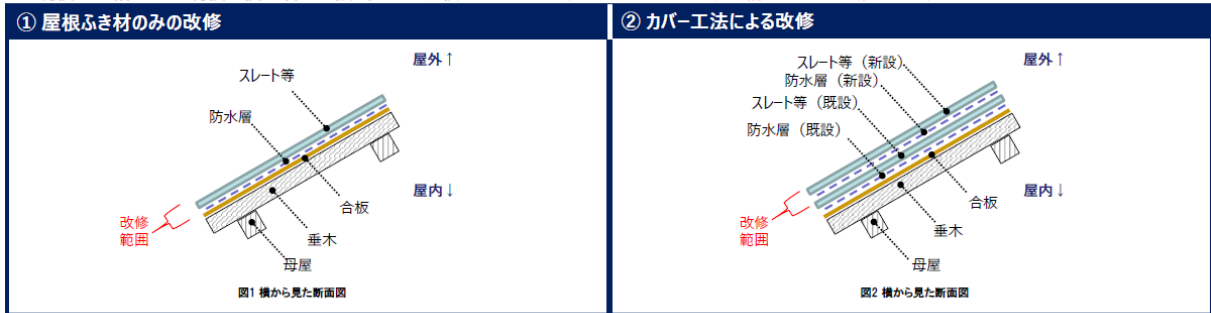 ① 屋根ふき材のみの改修
屋外↑
スレート等
防水層
屋内↓
合板
改修
範囲
垂木
母屋
図1 横から見た断面図
② カバー工法による改修
スレート等（新設）
屋外↑
防水層（新設）
スレート等（既設）
防水層（既設）
屋内↓
合板
改修
範囲
垂木
母屋
図2 横から見た断面図